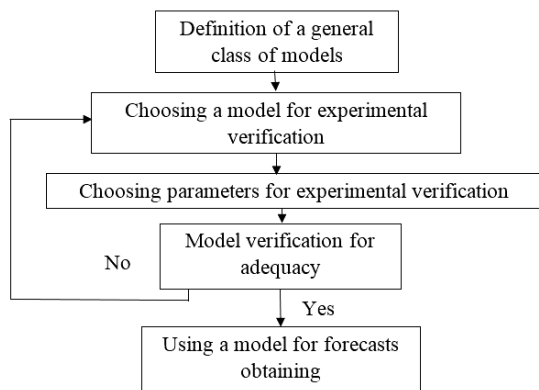 Definition of a general
class of models
Choosing a model for experimental
verification
Choosing parameters for experimental verification
Model verification for
adequacy
No
Yes
Using a model for forecasts
obtaining